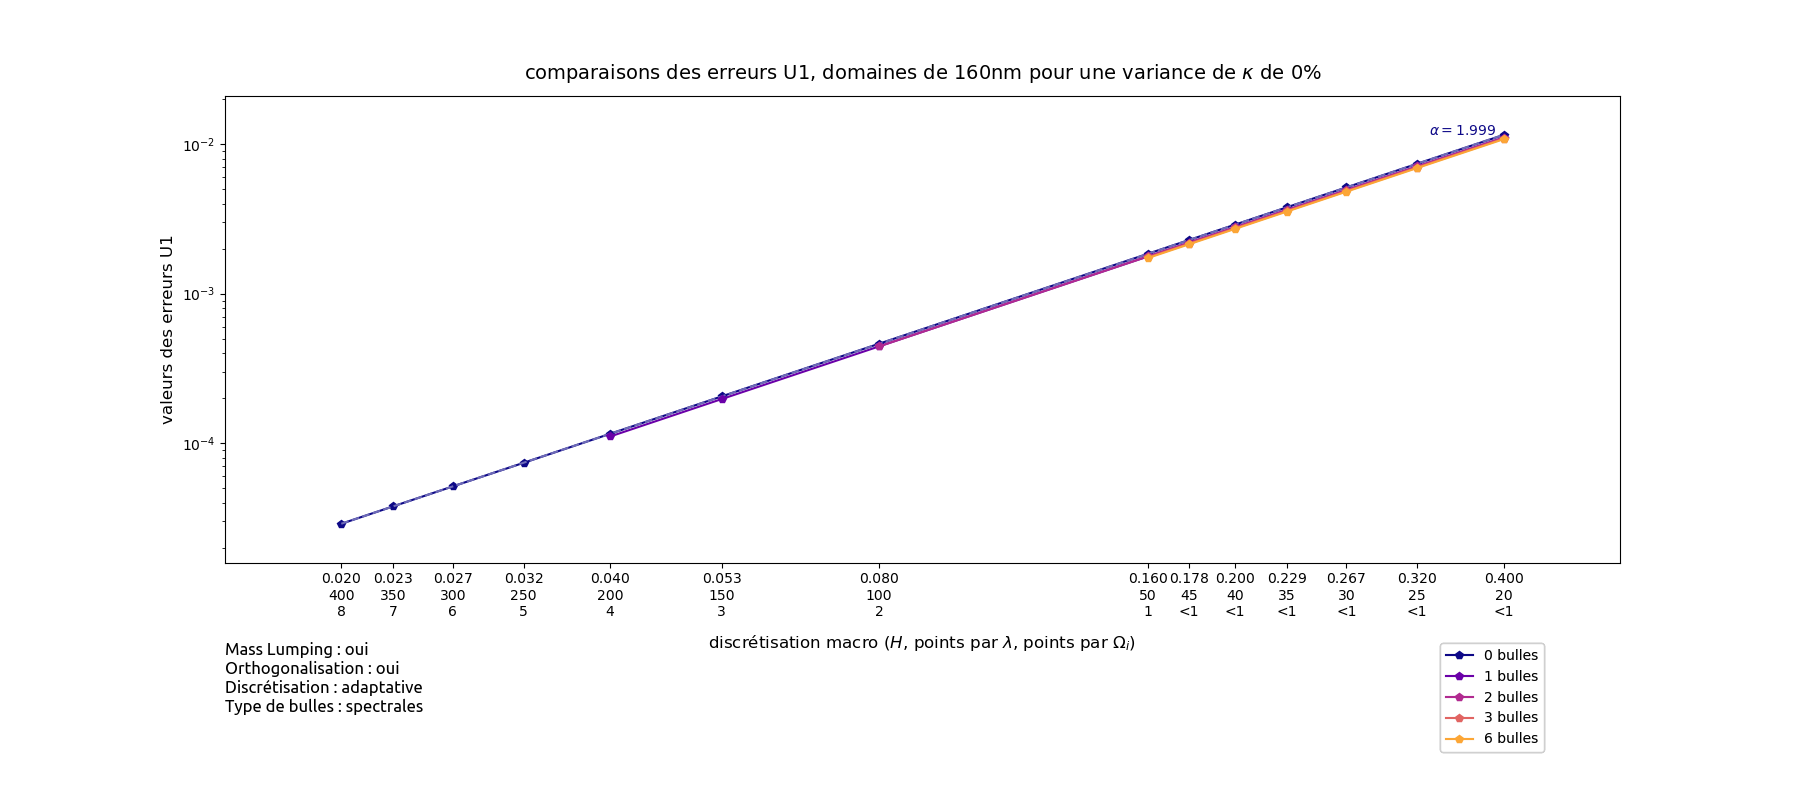 comparaisons des erreurs U1, domaines de 160nm pour une variance de κ de 0%
α = 1.999
10⁻²
10⁻³
10⁻⁴
valeurs des erreurs U1
0.020 0.023 0.027 0.032 0.040 0.053 0.080 0.160 0.178 0.200 0.229 0.267 0.320 0.400
400 350 300 250 200 150 100 50 45 40 35 30 25 20
8 7 6 5 4 3 2 1 <1 <1 <1 <1 <1 <1
discrétisation macro (H, points par λ, points par Ωᵢ)
Mass Lumping : oui
Orthogonalisation : oui
Discrétisation : adaptative
Type de bulles : spectrales
0 bulles
1 bulles
2 bulles
3 bulles
6 bulles